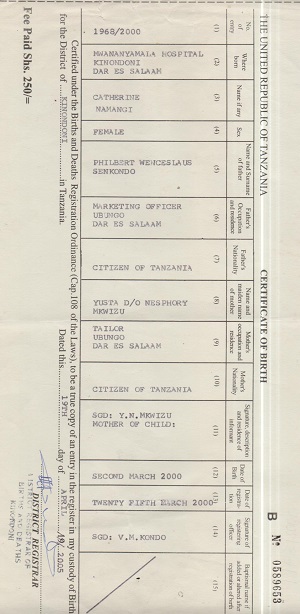 THE UNITED REPUBLIC OF TANZANIA
CERTIFICATE OF BIRTH
B Nº 0589653
No. of entry
Where born
Name if any
Sex
Name and Surname of father
Father's Occupation and residence
Father's Nationality
Name and maiden name of mother
Mother's occupation and residence
Mother's Nationality
Signature, description and residence of informant
Date of Birth
Date of registration
Signature of registering officer
Baptismal name if added or altered after registration of birth
(1) (2) (3) (4) (5) (6) (7) (8) (9) (10) (11) (12) (13) (14) (15)
1968/2000
MWANANYAMALA HOSPITAL
KINONDONI
DAR ES SALAAM
CATHERINE
NAMANGI
FEMALE
PHILBERT WENCESLAUS
SENKONDO
MARKETING OFFICER
UBUNGO
DAR ES SALAAM
CITIZEN OF TANZANIA
YUSTA D/O NESPHORY
MKWIZU
TAILOR
UBUNGO
DAR ES SALAAM
CITIZEN OF TANZANIA
SGD: Y.N.MKWIZU
MOTHER OF CHILD:
SECOND MARCH 2000
TWENTY FIFTH MARCH 2000
SGD: V.M.KONDO
Certified under the Births and Deaths Registration Ordinance (Cap.108 of the Laws), to be a true copy of an entry in the register in my custody of Birth
for the District of KINONDONI in Tanzania. Dated this 19TH day of APRIL 2005
Fee Paid Shs. 250/=
DISTRICT REGISTRAR
DISTRICT REGISTRAR OF
BIRTHS AND DEATHS
KINONDONI